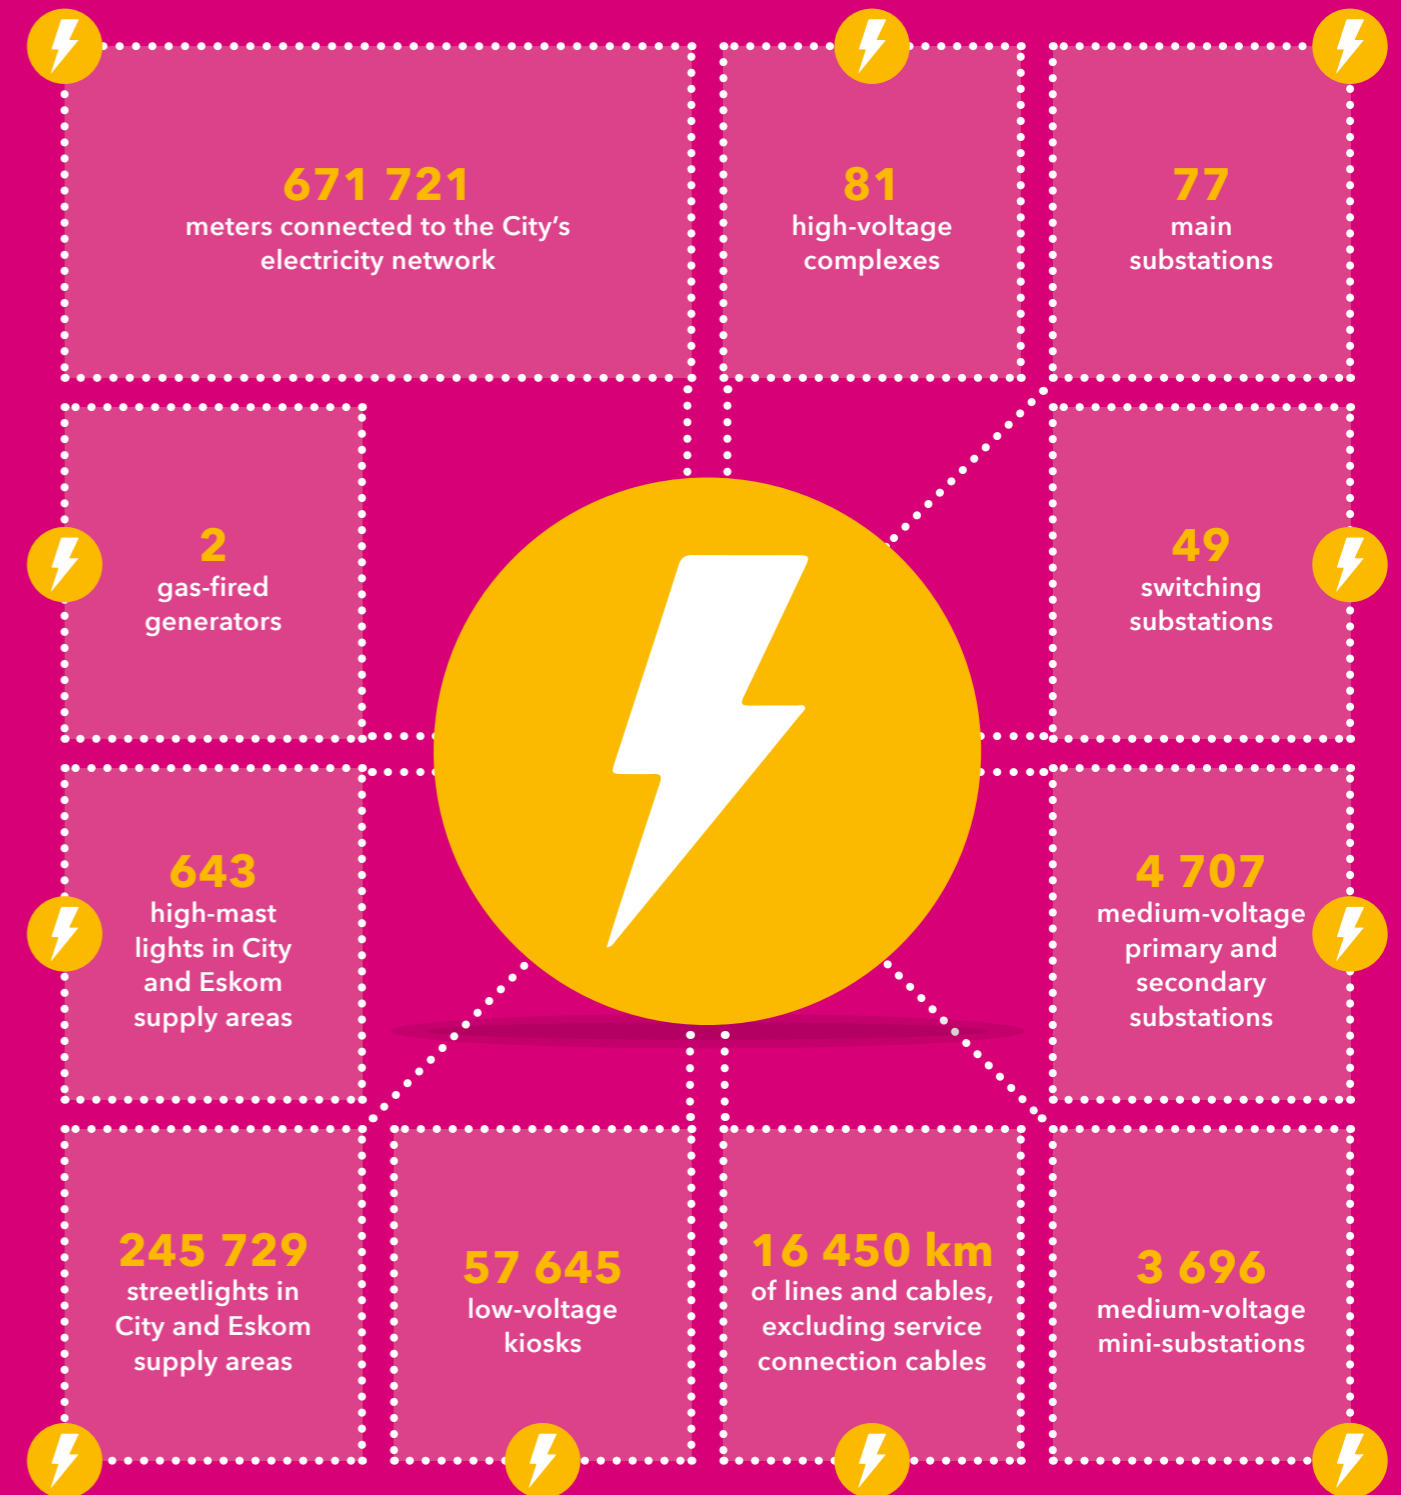 671 721
meters connected to the City’s
electricity network
81
high-voltage
complexes
77
main
substations
2
gas-fired
generators
49
switching
substations
643
high-mast
lights in City
and Eskom
supply areas
4 707
medium-voltage
primary and
secondary
substations
245 729
streetlights in
City and Eskom
supply areas
57 645
low-voltage
kiosks
16 450 km
of lines and cables,
excluding service
connection cables
3 696
medium-voltage
mini-substations